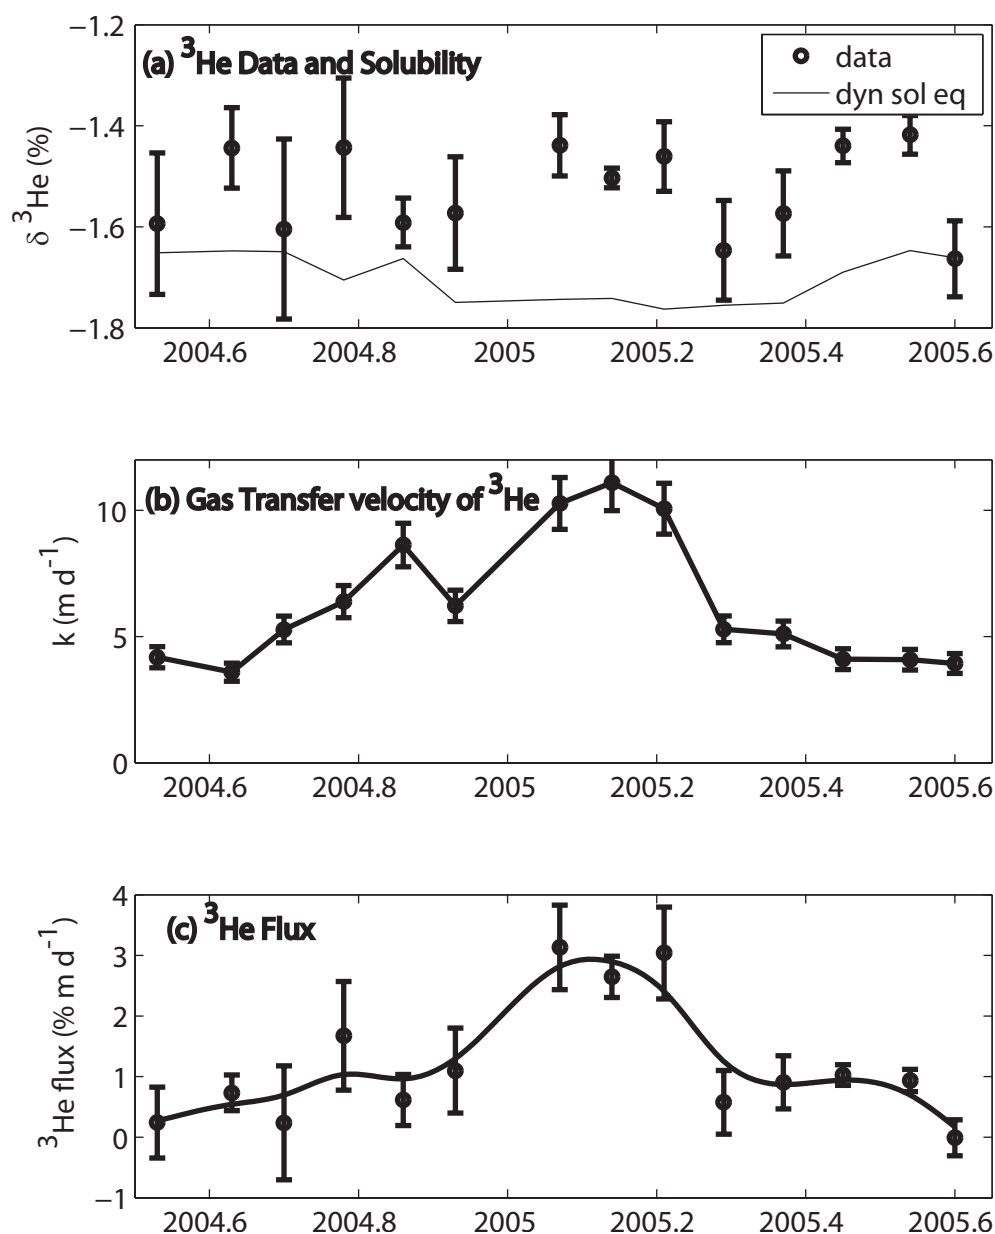 (a) ³He Data and Solubility
data
dyn sol eq
δ ³He (%)
−1.2
−1.4
−1.6
−1.8
2004.6 2004.8 2005 2005.2 2005.4 2005.6
(b) Gas Transfer velocity of ³He
k (m d⁻¹)
10
5
0
2004.6 2004.8 2005 2005.2 2005.4 2005.6
(c) ³He Flux
³He flux (% m d⁻¹)
4
3
2
1
0
−1
2004.6 2004.8 2005 2005.2 2005.4 2005.6